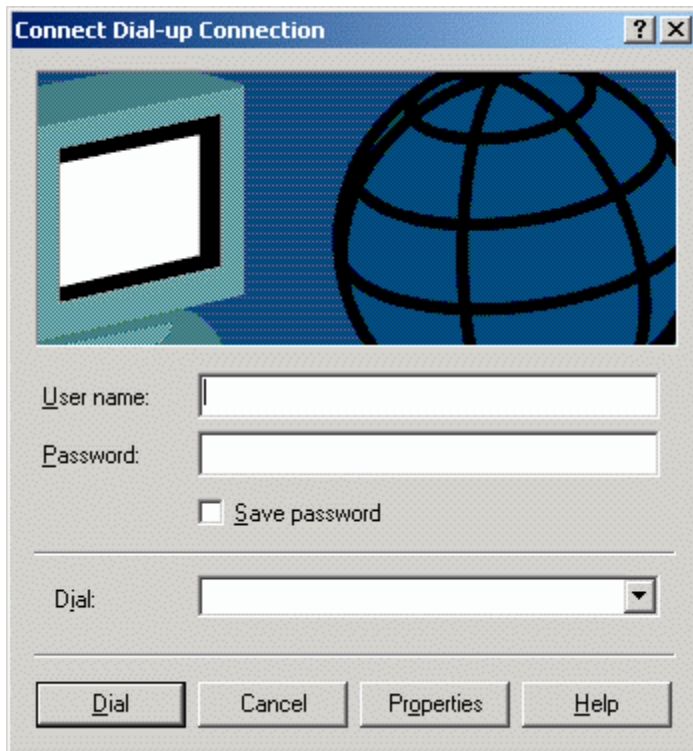 Connect Dial-up Connection
User name:
Password:
Save password
Dial:
Dial Cancel Properties Help